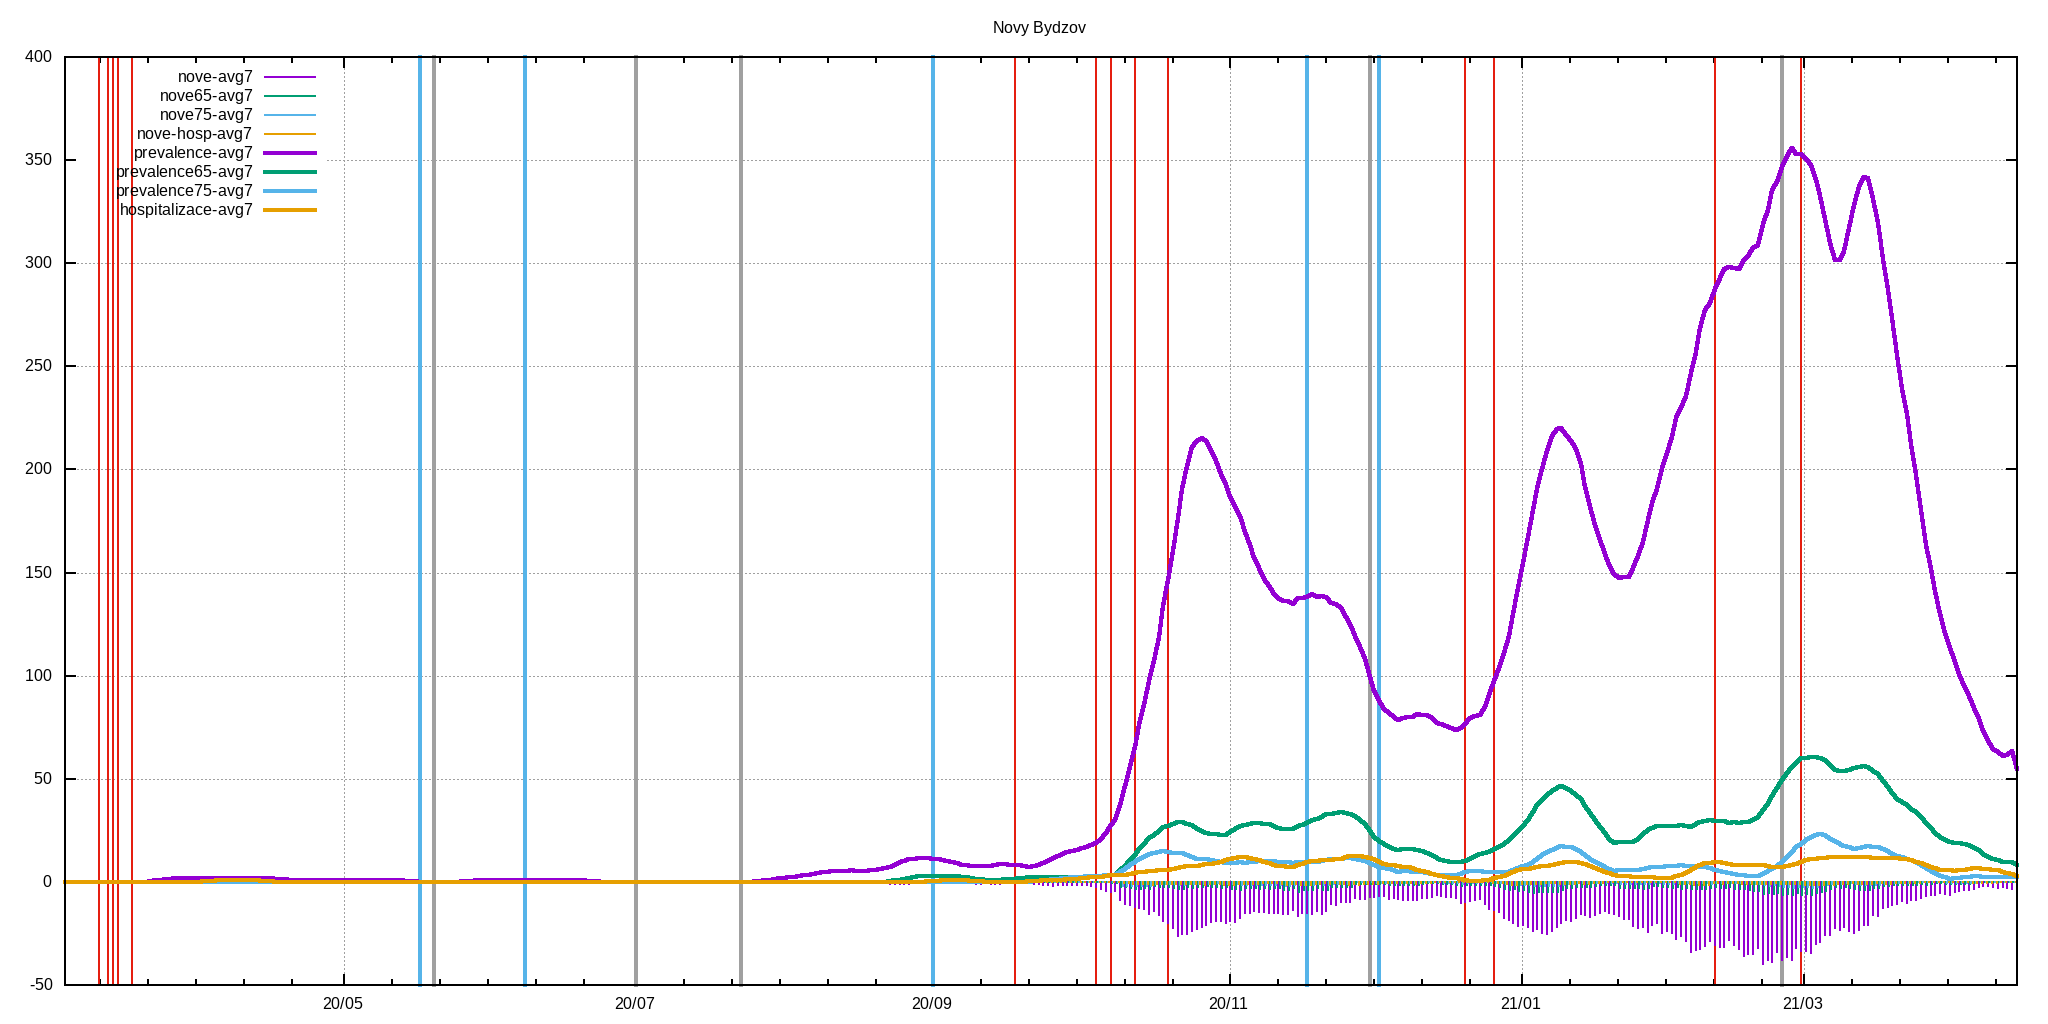 Novy Bydzov
400
350
300
250
200
150
100
50
0
-50
nove-avg7
nove65-avg7
nove75-avg7
nove-hosp-avg7
prevalence-avg7
prevalence65-avg7
prevalence75-avg7
hospitalizace-avg7
20/05
20/07
20/09
20/11
21/01
21/03